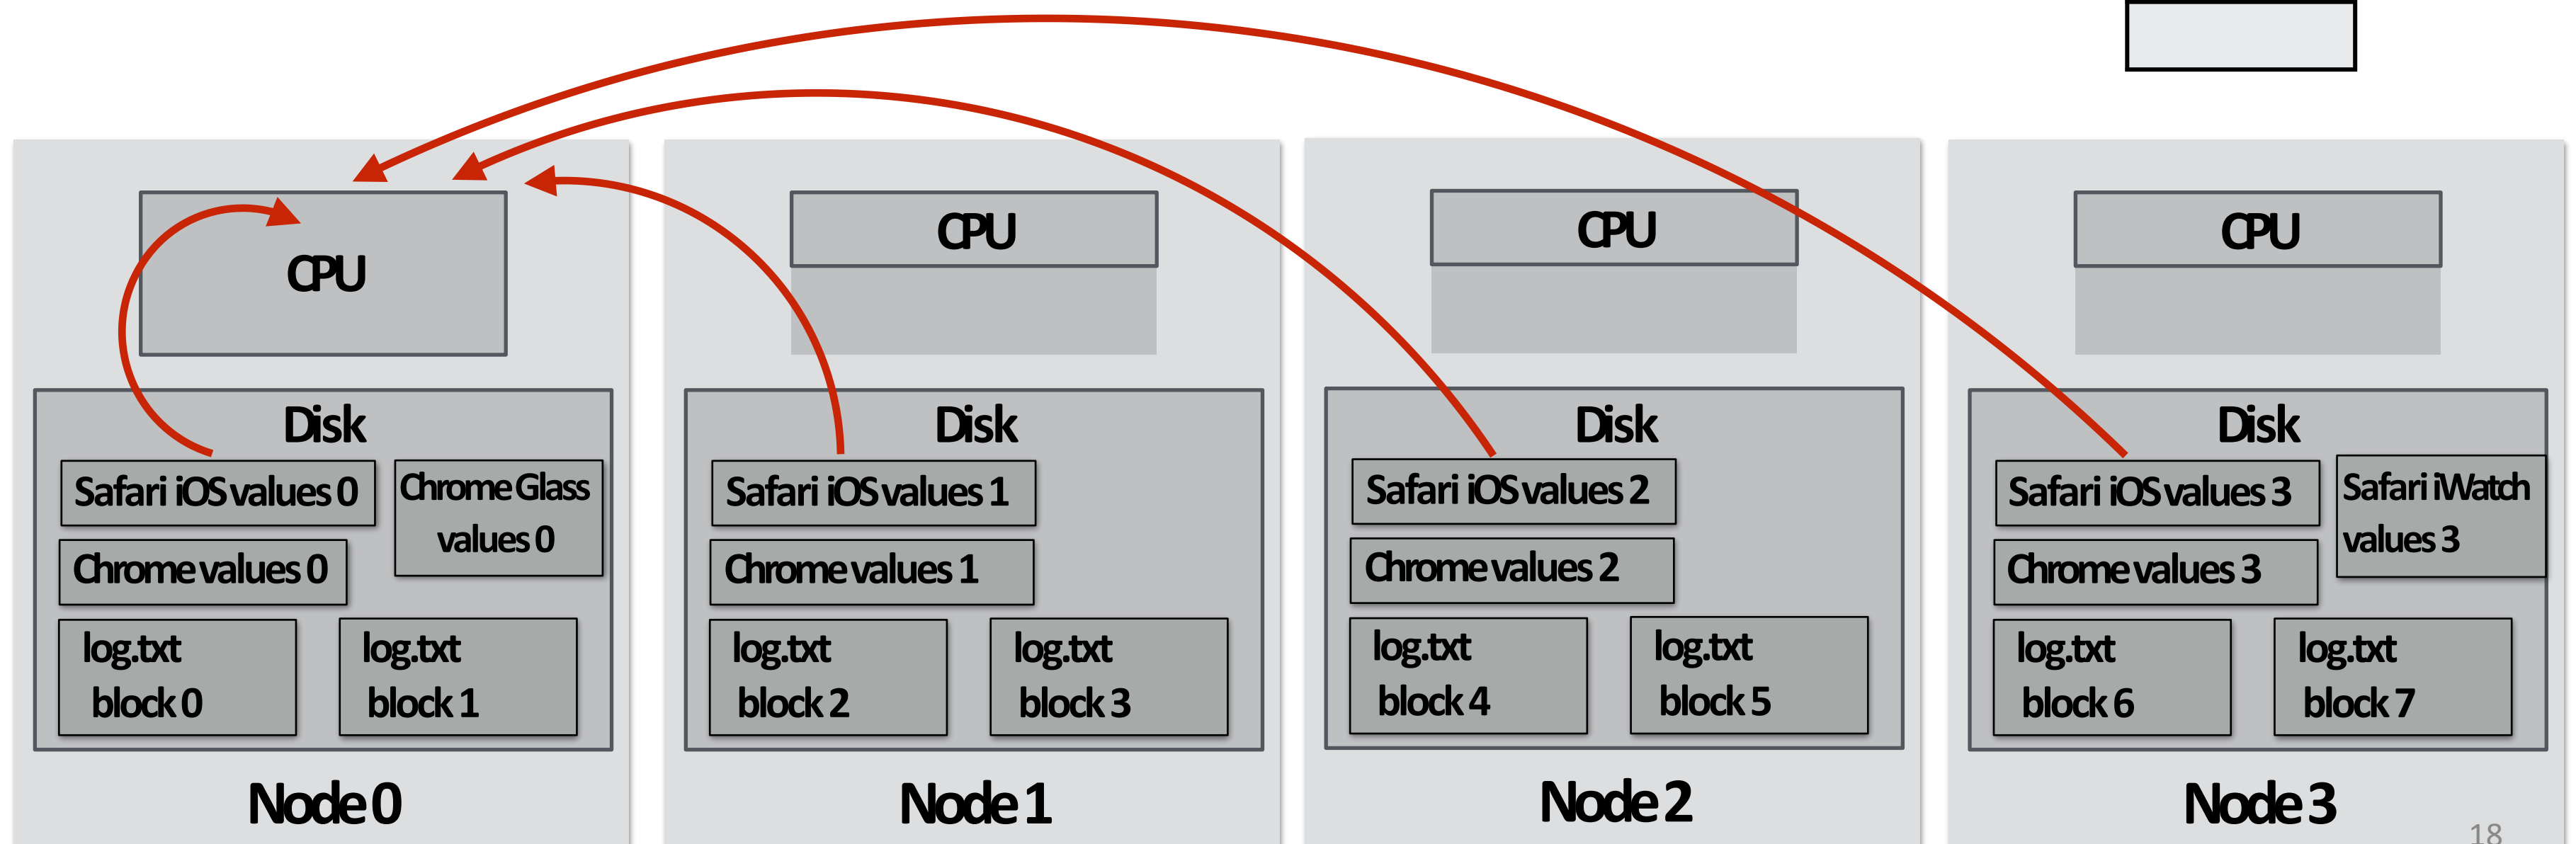 CPU
Disk
Safari iOS values 0
Chrome Glass
values 0
Chrome values 0
log.txt
block 0
log.txt
block 1
Node 0
CPU
Disk
Safari iOS values 1
Chrome values 1
log.txt
block 2
log.txt
block 3
Node 1
CPU
Disk
Safari iOS values 2
Chrome values 2
log.txt
block 4
log.txt
block 5
Node 2
CPU
Disk
Safari iOS values 3
Safari iWatch
values 3
Chrome values 3
log.txt
block 6
log.txt
block 7
Node 3
18